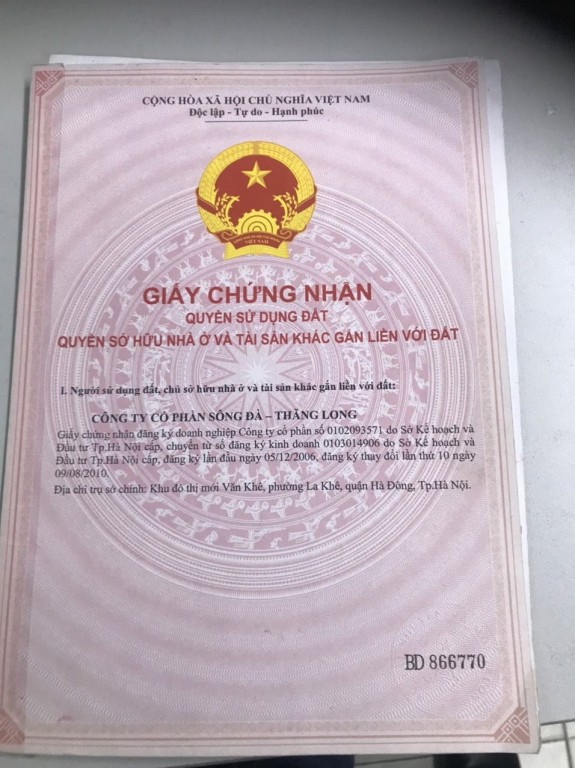 CỘNG HÒA XÃ HỘI CHỦ NGHĨA VIỆT NAM
Độc lập - Tự do - Hạnh phúc
VIỆT NAM
GIẤY CHỨNG NHẬN
QUYỀN SỬ DỤNG ĐẤT
QUYỀN SỞ HỮU NHÀ Ở VÀ TÀI SẢN KHÁC GẮN LIỀN VỚI ĐẤT
I. Người sử dụng đất, chủ sở hữu nhà ở và tài sản khác gắn liền với đất:
CÔNG TY CỔ PHẦN SÔNG ĐÀ – THĂNG LONG
Giấy chứng nhận đăng ký doanh nghiệp Công ty cổ phần số 0102093571 do Sở Kế hoạch và
Đầu tư Tp.Hà Nội cấp, chuyển từ số đăng ký kinh doanh 0103014906 do Sở Kế hoạch và
Đầu tư Tp.Hà Nội cấp, đăng ký lần đầu ngày 05/12/2006, đăng ký thay đổi lần thứ 10 ngày
09/08/2010.
Địa chỉ trụ sở chính: Khu đô thị mới Văn Khê, phường La Khê, quận Hà Đông, Tp.Hà Nội.
BD 866770